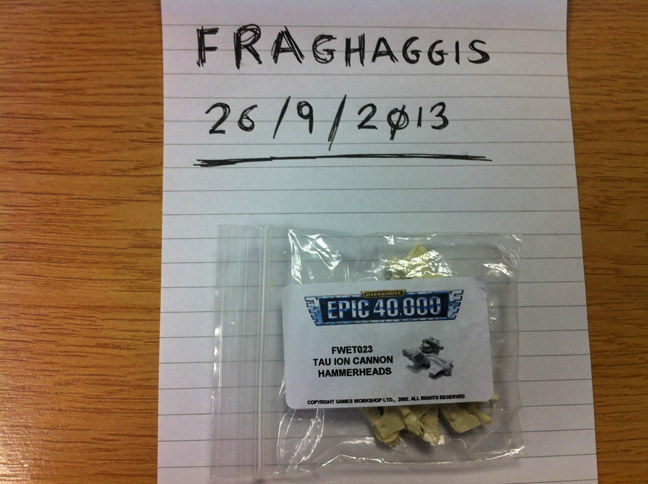 FRAGHAGGIS
26/9/2013
WARHAMMER
EPIC 40,000
FWET023
TAU ION CANNON
HAMMERHEADS
COPYRIGHT GAMES WORKSHOP LTD., 2002. ALL RIGHTS RESERVED